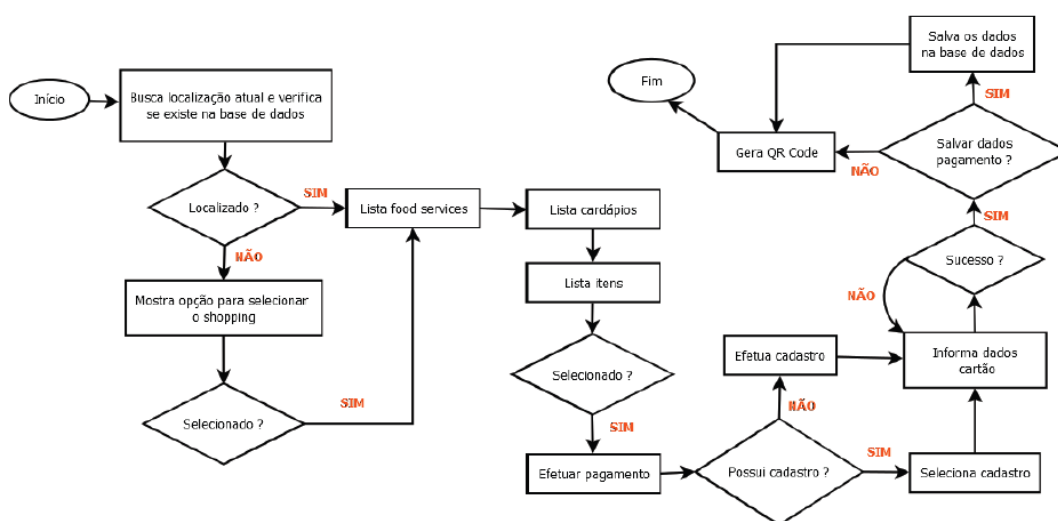 Início
Busca localização atual e verifica
se existe na base de dados
Localizado ?
SIM
NÃO
Mostra opção para selecionar
o shopping
Selecionado ?
SIM
Lista food services
Lista cardápios
Lista itens
Selecionado ?
SIM
Efetuar pagamento
Possui cadastro ?
NÃO
Efetua cadastro
SIM
Seleciona cadastro
Informa dados
cartão
Sucesso ?
NÃO
SIM
Salvar dados
pagamento ?
SIM
NÃO
Salva os dados
na base de dados
Gera QR Code
Fim